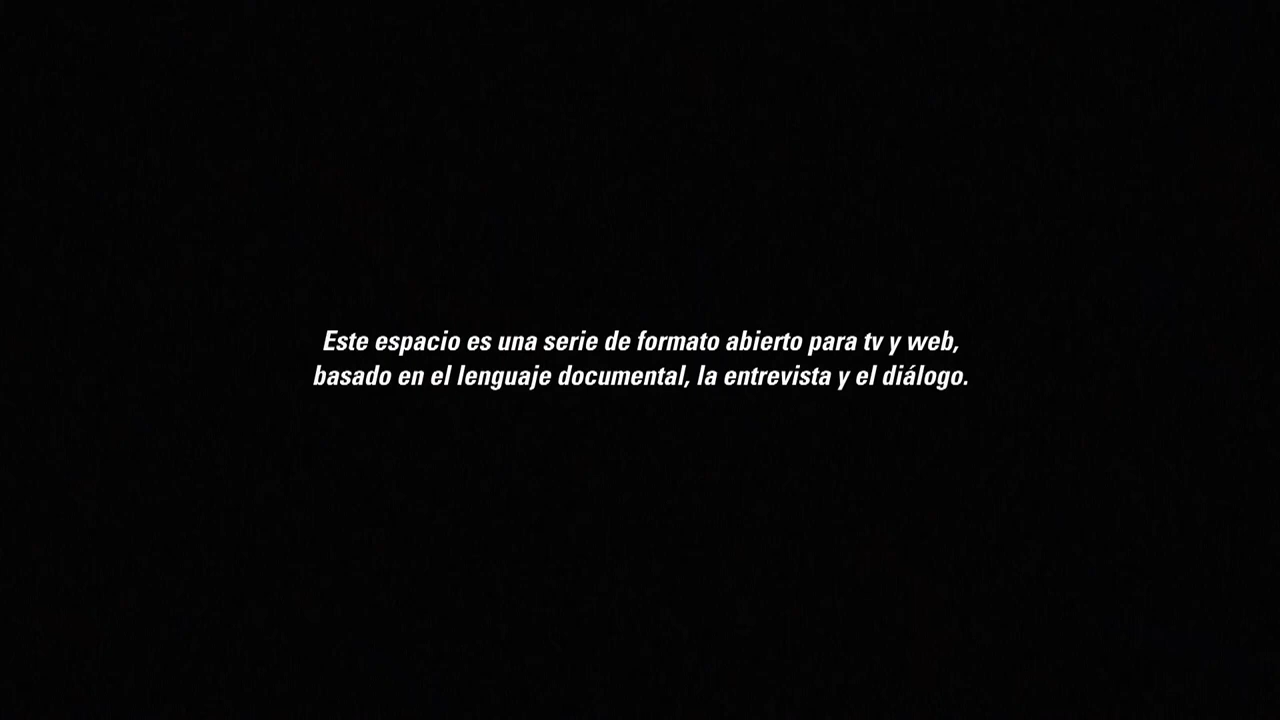 Este espacio es una serie de formato abierto para tv y web,
basado en el lenguaje documental, la entrevista y el diálogo.